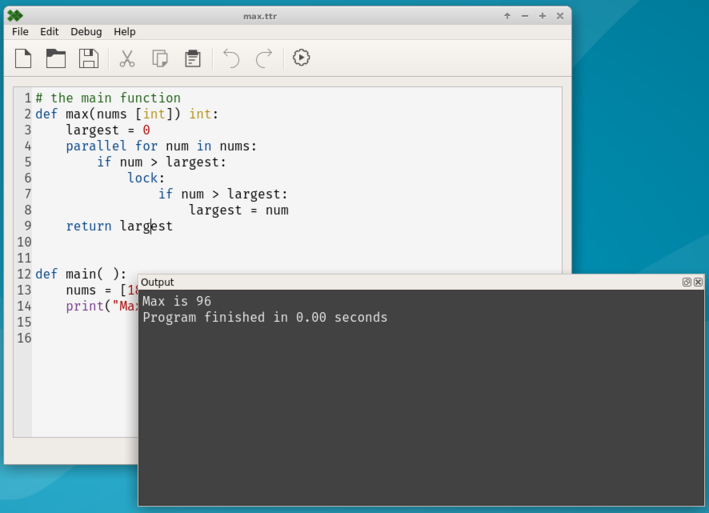 max.ttr
File Edit Debug Help
1 # the main function
2 def max(nums [int]) int:
3     largest = 0
4     parallel for num in nums:
5         if num > largest:
6             lock:
7                 if num > largest:
8                     largest = num
9     return largest
10
11
12 def main( ):
13     nums = [18
14     print("Max
15
16
Output
Max is 96
Program finished in 0.00 seconds